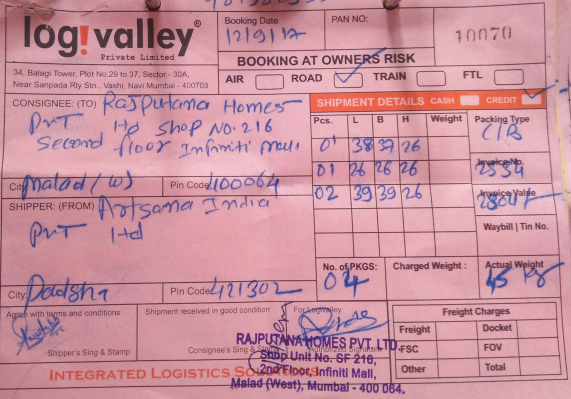 logivalley®
Private Limited
34, Balagi Tower, Plot No.29 to 37, Sector - 30A,
Near Sanpada Rly Stn., Vashi, Navi Mumbai - 400703
Booking Date
12/9/17
PAN NO:
10070
BOOKING AT OWNERS RISK
AIR ROAD TRAIN FTL
CONSIGNEE: (TO) Rajputana Homes
Pvt ltd Shop No. 216
Second floor Infiniti Mall
City Malad (W) Pin Code 400064
SHIPPER: (FROM) Artsana India
Pvt ltd
City: Pin Code 421302
SHIPMENT DETAILS CASH CREDIT
Pcs. L B H Weight Packing Type
01 38 37 26 C/B
01 26 26 26 Invoice No.
2534
02 39 39 26 Invoice Value
28047
Waybill | Tin No.
No. of PKGS: 04
Charged Weight :
Actual Weight
45 kg
Agree with terms and conditions
Shipper's Sing & Stamp
Shipment received in good condition
Consignee's Sing & Stamp
For Logivalley
Authorized Signature
Freight Charges
Freight Docket
FSC FOV
Other Total
RAJPUTANA HOMES PVT. LTD.
Shop Unit No. SF 216,
2nd Floor, Infiniti Mall,
Malad (West), Mumbai - 400 064.
INTEGRATED LOGISTICS